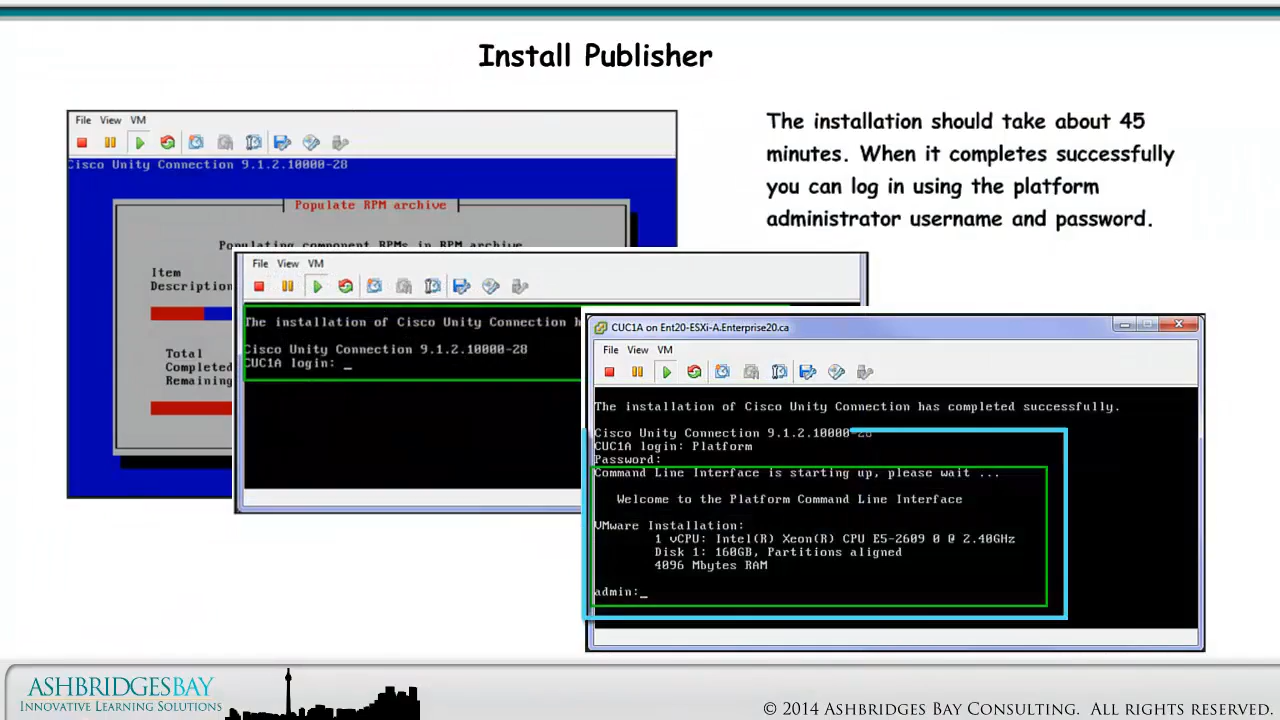 Install Publisher
File View VM
Cisco Unity Connection 9.1.2.10000-28
Populate RPM archive
Populating component RPMs in RPM archive
Item
Description
Total
Completed
Remaining
The installation should take about 45
minutes. When it completes successfully
you can log in using the platform
administrator username and password.
File View VM
The installation of Cisco Unity Connection
Cisco Unity Connection 9.1.2.10000-28
CUC1A login: _
CUC1A on Ent20-ESXi-A.Enterprise20.ca
File View VM
The installation of Cisco Unity Connection has completed successfully.
Cisco Unity Connection 9.1.2.10000-28
CUC1A login: Platform
Password:
Command Line Interface is starting up, please wait ...
Welcome to the Platform Command Line Interface
VMware Installation:
1 vCPU: Intel(R) Xeon(R) CPU E5-2609 0 @ 2.40GHz
Disk 1: 160GB, Partitions aligned
4096 Mbytes RAM
admin:_
ASHBRIDGESBAY
INNOVATIVE LEARNING SOLUTIONS
© 2014 ASHBRIDGES BAY CONSULTING. ALL RIGHTS RESERVED.